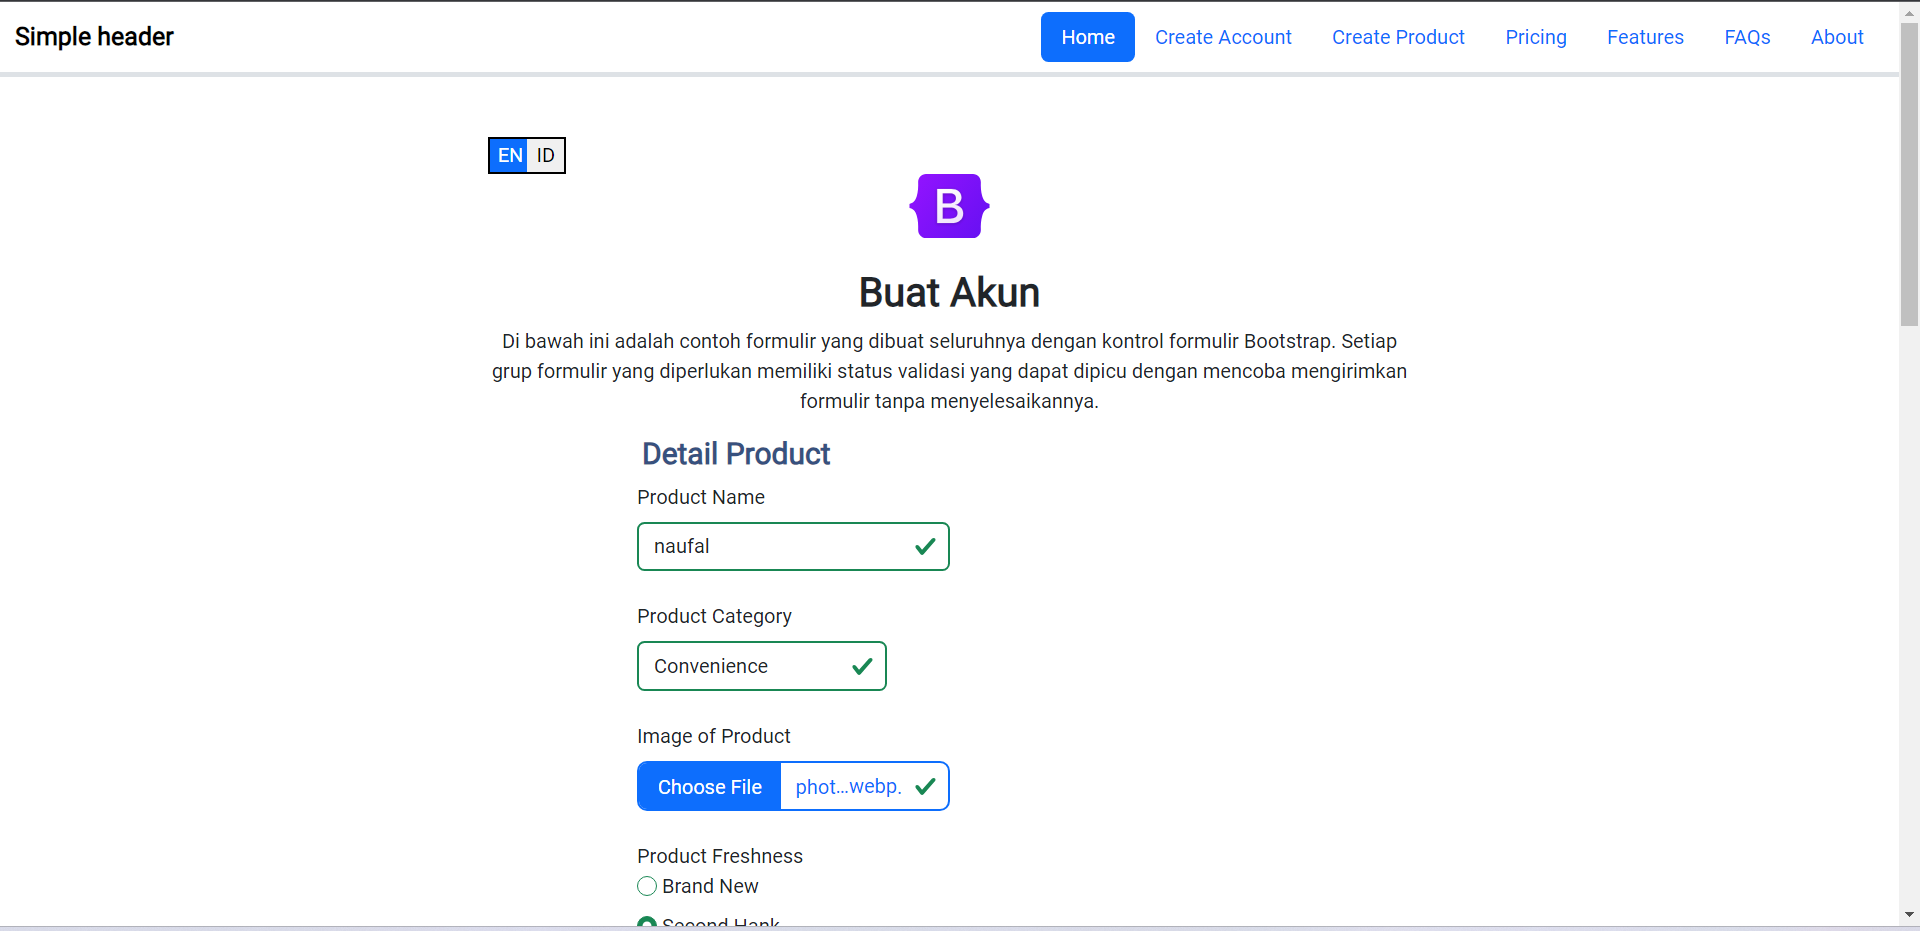 Simple header
Home Create Account Create Product Pricing Features FAQs About
EN ID
B
Buat Akun
Di bawah ini adalah contoh formulir yang dibuat seluruhnya dengan kontrol formulir Bootstrap. Setiap
grup formulir yang diperlukan memiliki status validasi yang dapat dipicu dengan mencoba mengirimkan
formulir tanpa menyelesaikannya.
Detail Product
Product Name
naufal
Product Category
Convenience
Image of Product
Choose File phot...webp.
Product Freshness
Brand New
Second Hank